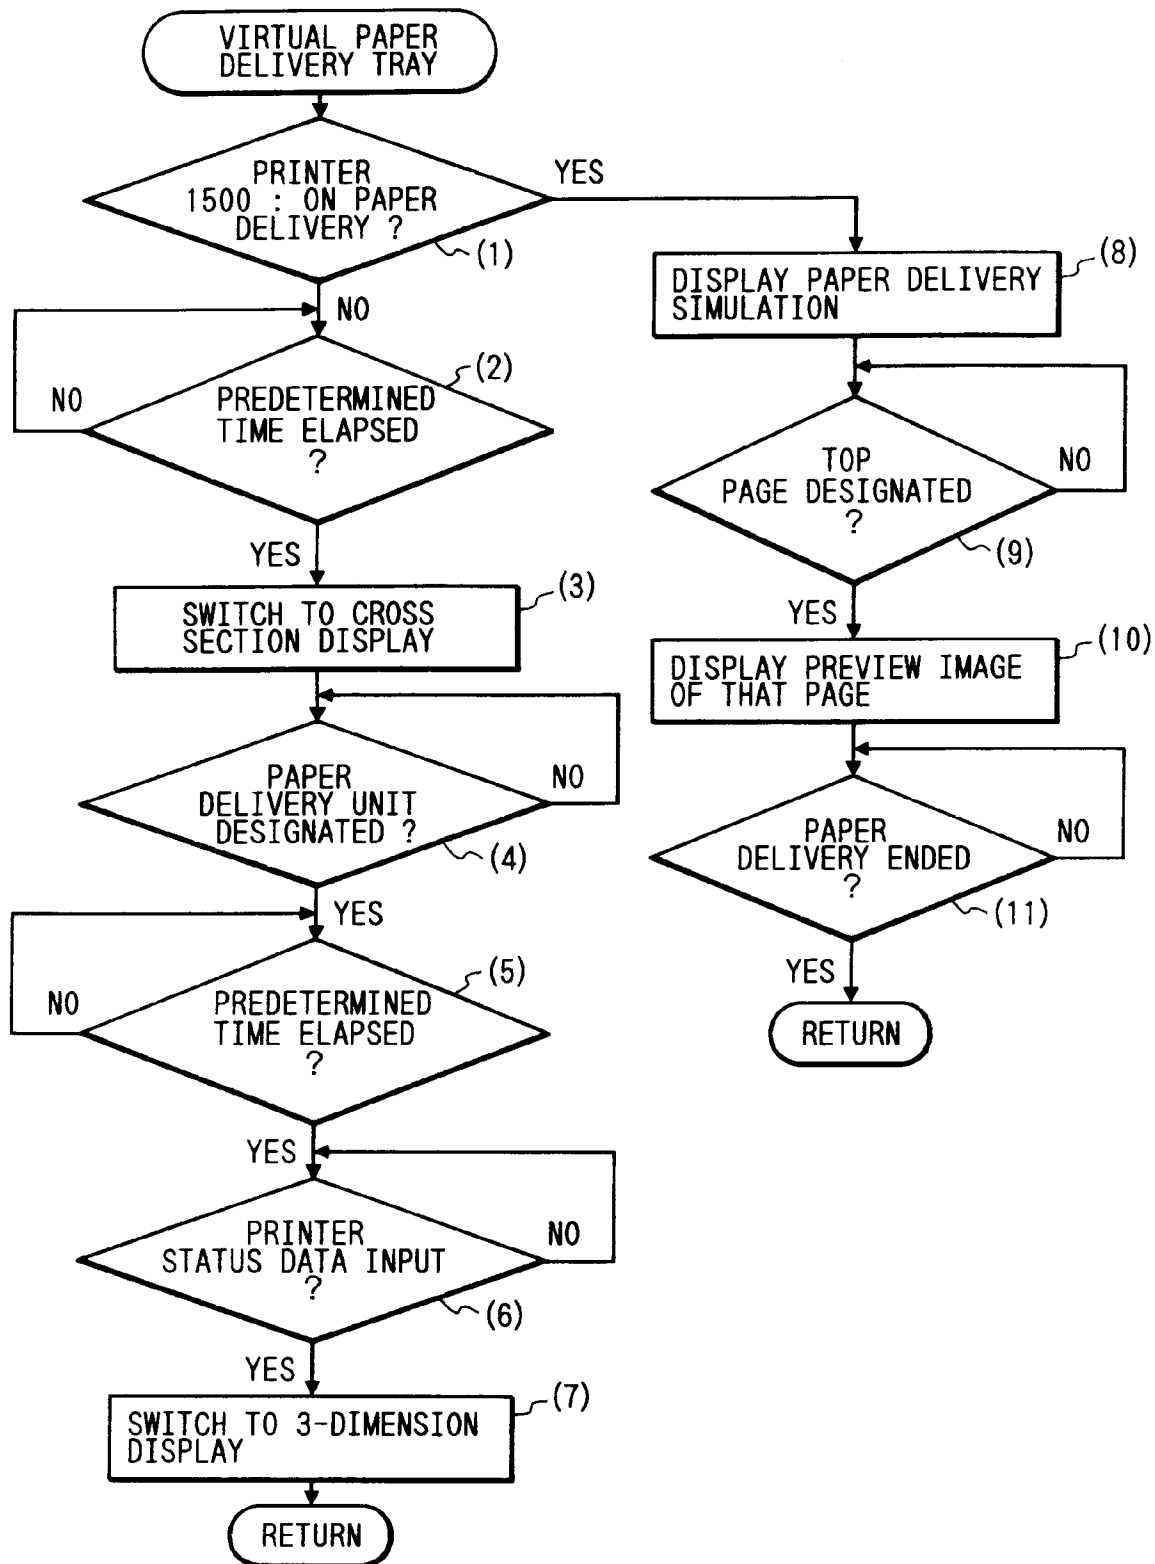 VIRTUAL PAPER
DELIVERY TRAY
PRINTER
1500 : ON PAPER
DELIVERY ?
(1)
YES
NO
(2)
PREDETERMINED
TIME ELAPSED
?
NO
YES
(3)
SWITCH TO CROSS
SECTION DISPLAY
PAPER
DELIVERY UNIT
DESIGNATED ?
(4)
NO
YES
(5)
PREDETERMINED
TIME ELAPSED
?
NO
YES
PRINTER
STATUS DATA INPUT
?
(6)
NO
YES
(7)
SWITCH TO 3-DIMENSION
DISPLAY
RETURN
(8)
DISPLAY PAPER DELIVERY
SIMULATION
TOP
PAGE DESIGNATED
?
(9)
NO
YES
(10)
DISPLAY PREVIEW IMAGE
OF THAT PAGE
PAPER
DELIVERY ENDED
?
(11)
NO
YES
RETURN